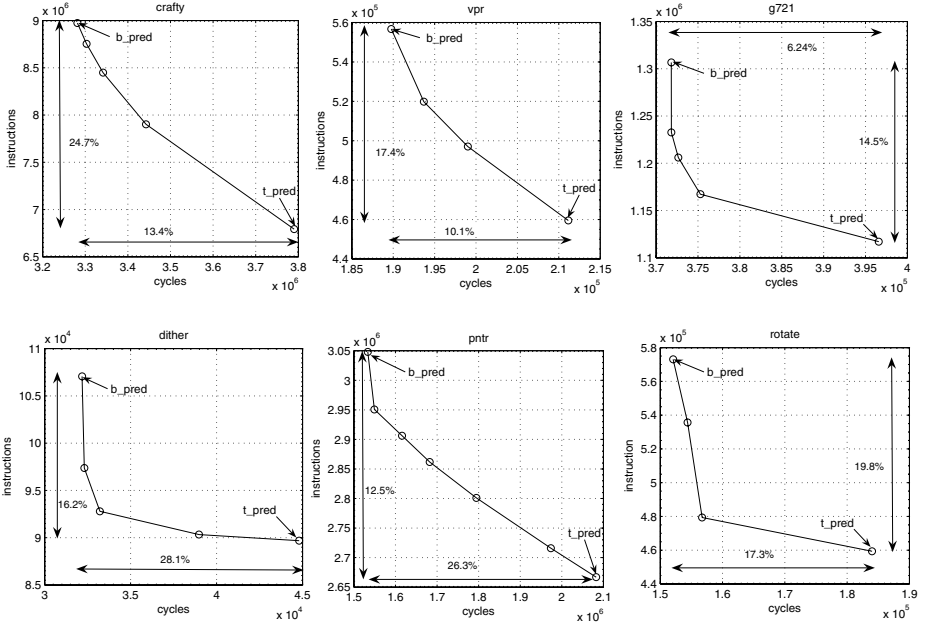 crafty
x 10^6
9
8.5
8
7.5
7
6.5
instructions
b_pred
24.7%
t_pred
13.4%
3.2 3.3 3.4 3.5 3.6 3.7 3.8
cycles
x 10^6
vpr
x 10^5
5.6
5.4
5.2
5
4.8
4.6
4.4
instructions
b_pred
17.4%
t_pred
10.1%
1.85 1.9 1.95 2 2.05 2.1 2.15
cycles
x 10^5
g721
x 10^6
1.35
1.3
1.25
1.2
1.15
1.1
instructions
6.24%
b_pred
14.5%
t_pred
3.7 3.75 3.8 3.85 3.9 3.95 4
cycles
x 10^5
dither
x 10^4
11
10.5
10
9.5
9
8.5
instructions
b_pred
16.2%
t_pred
28.1%
3 3.5 4 4.5
cycles
x 10^4
pntr
x 10^6
3.05
3
2.95
2.9
2.85
2.8
2.75
2.7
2.65
instructions
b_pred
12.5%
t_pred
26.3%
1.5 1.6 1.7 1.8 1.9 2 2.1
cycles
x 10^6
rotate
x 10^5
5.8
5.6
5.4
5.2
5
4.8
4.6
4.4
instruction
b_pred
19.8%
t_pred
17.3%
1.5 1.6 1.7 1.8 1.9
cycles
x 10^5